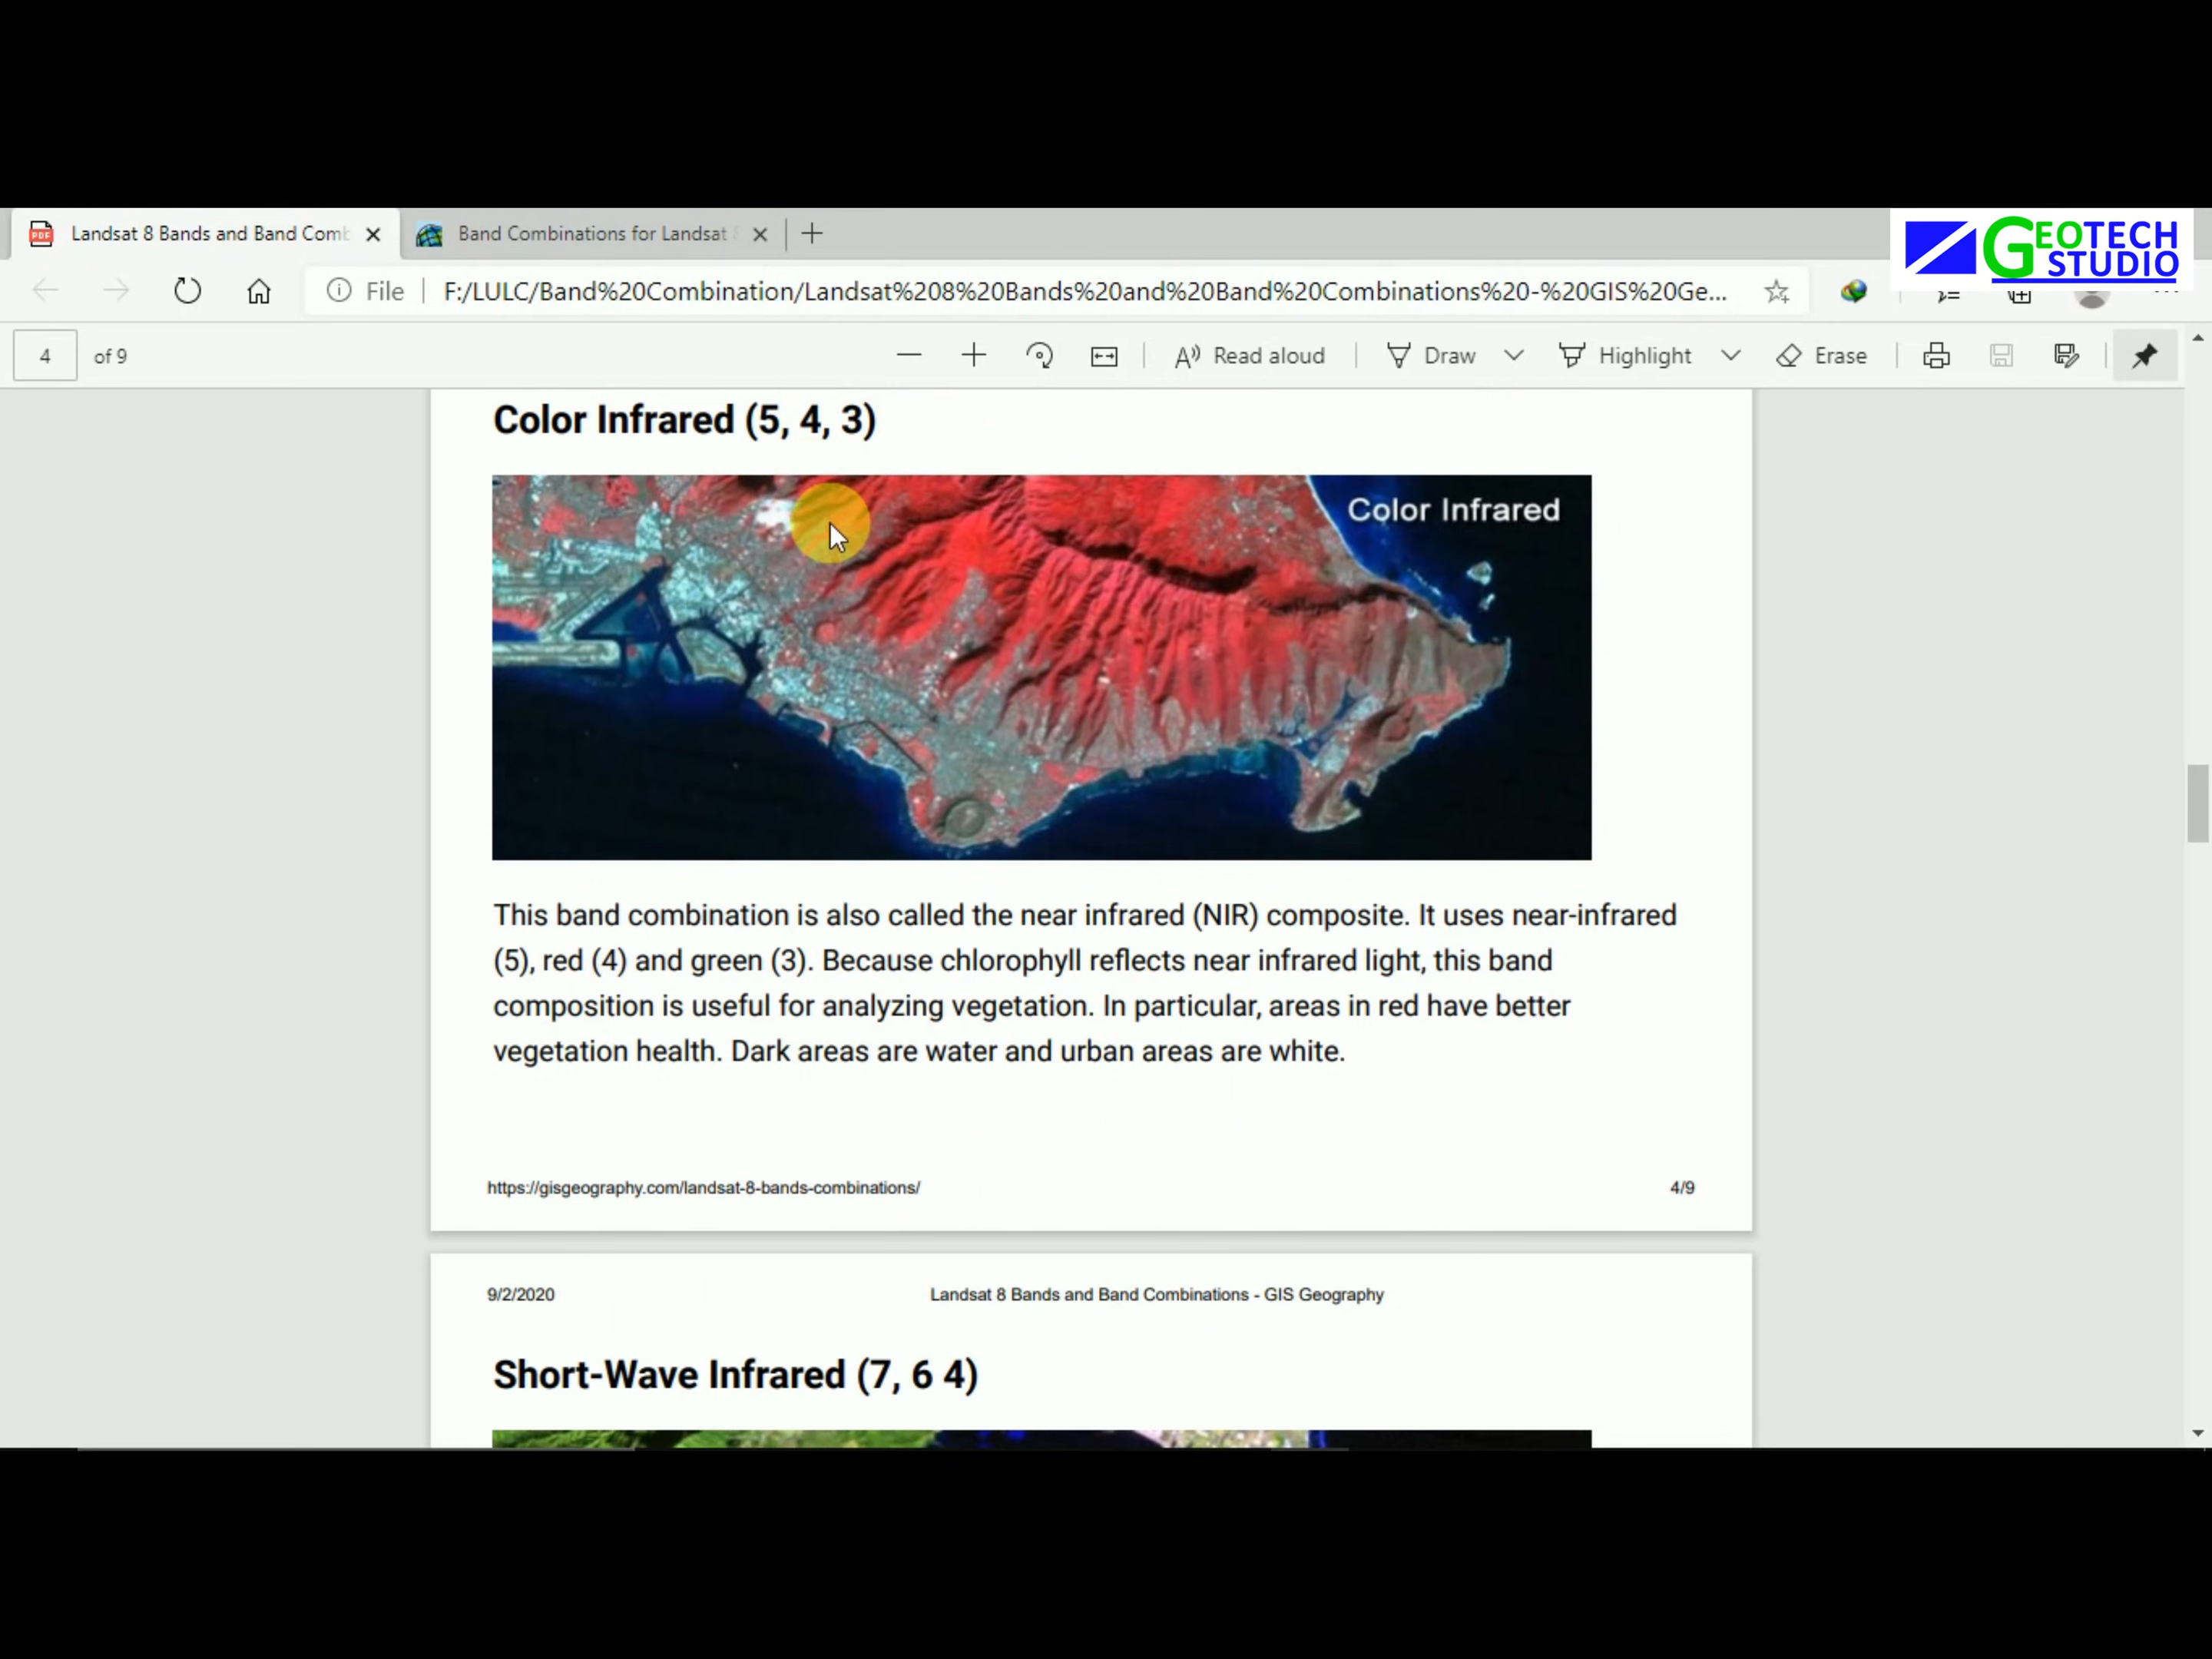 Landsat 8 Bands and Band Comb
Band Combinations for Landsat 8
GEOTECH
STUDIO
File
F:/LULC/Band%20Combination/Landsat%208%20Bands%20and%20Band%20Combinations%20-%20GIS%20Ge...
4
of 9
Read aloud
Draw
Highlight
Erase
Color Infrared (5, 4, 3)
Color Infrared
This band combination is also called the near infrared (NIR) composite. It uses near-infrared
(5), red (4) and green (3). Because chlorophyll reflects near infrared light, this band
composition is useful for analyzing vegetation. In particular, areas in red have better
vegetation health. Dark areas are water and urban areas are white.
https://gisgeography.com/landsat-8-bands-combinations/
4/9
9/2/2020
Landsat 8 Bands and Band Combinations - GIS Geography
Short-Wave Infrared (7, 6 4)